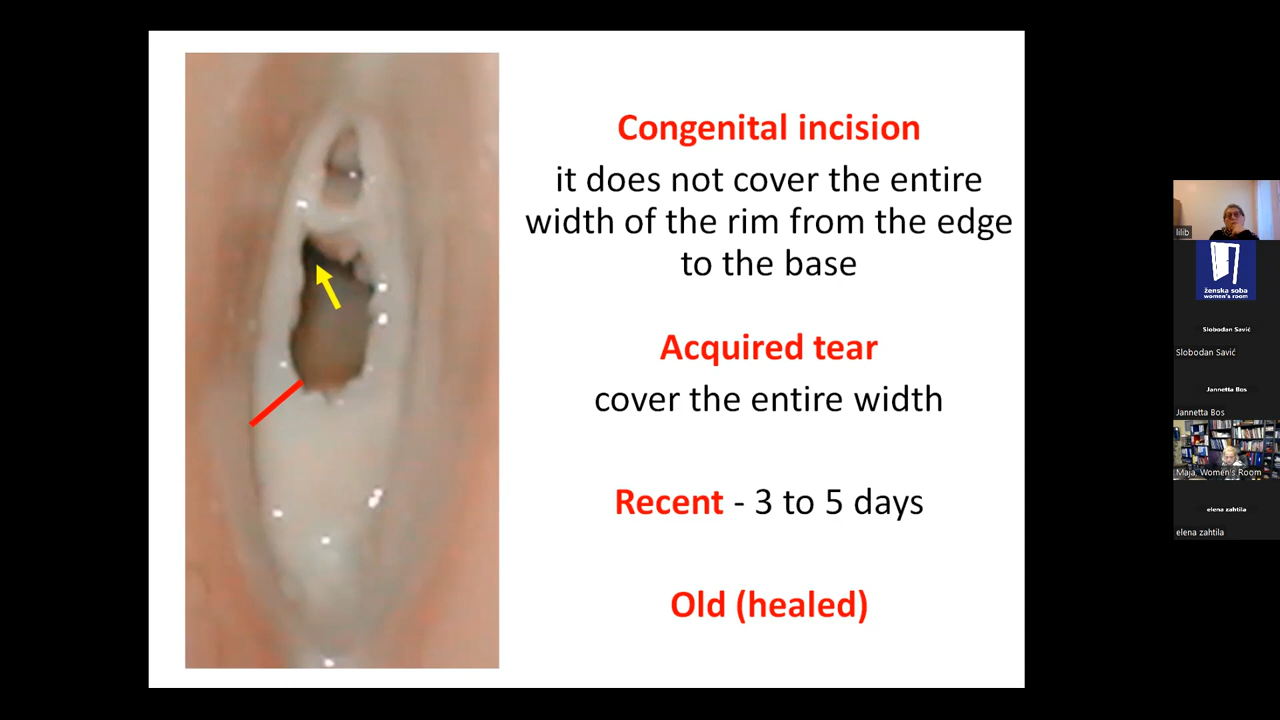 Congenital incision
it does not cover the entire
width of the rim from the edge
to the base
Acquired tear
cover the entire width
Recent - 3 to 5 days
Old (healed)
lilib
ženska soba
women's room
Slobodan Savić
Slobodan Savić
Jannetta Bos
Jannetta Bos
Maja, Women's Room
elena zahtila
elena zahtila